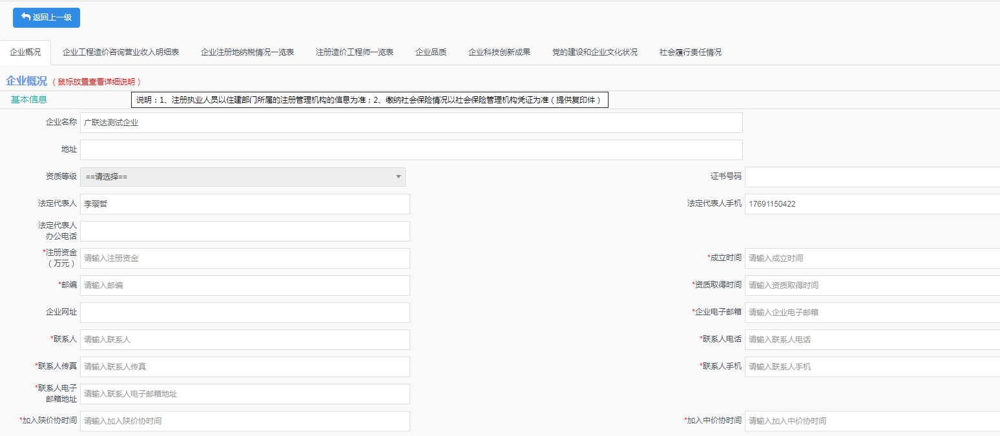 返回上一级
企业概况 企业工程造价咨询营业收入明细表 企业注册地纳税情况一览表 注册造价工程师一览表 企业品质 企业科技创新成果 党的建设和企业文化状况 社会履行责任情况
企业概况 （鼠标放置查看详细说明）
基本信息 说明：1、注册执业人员以住建部门所属的注册管理机构的信息为准；2、缴纳社会保险情况以社会保险管理机构凭证为准（提供复印件）
企业名称 广联达测试企业
地址
资质等级 ==请选择== 证书号码
法定代表人 李璎皙 法定代表人手机 17691150422
法定代表人
办公电话
*注册资金
（万元） 请输入注册资金 *成立时间 请输入成立时间
*邮编 请输入邮编 *资质取得时间 请输入资质取得时间
企业网址 *企业电子邮箱 请输入企业电子邮箱
*联系人 请输入联系人 *联系人电话 请输入联系人电话
*联系人传真 请输入联系人传真 *联系人手机 请输入联系人手机
*联系人电子
邮箱地址 请输入联系人电子邮箱地址
*加入陕价协时间 请输入加入陕价协时间 *加入中价协时间 请输入加入中价协时间